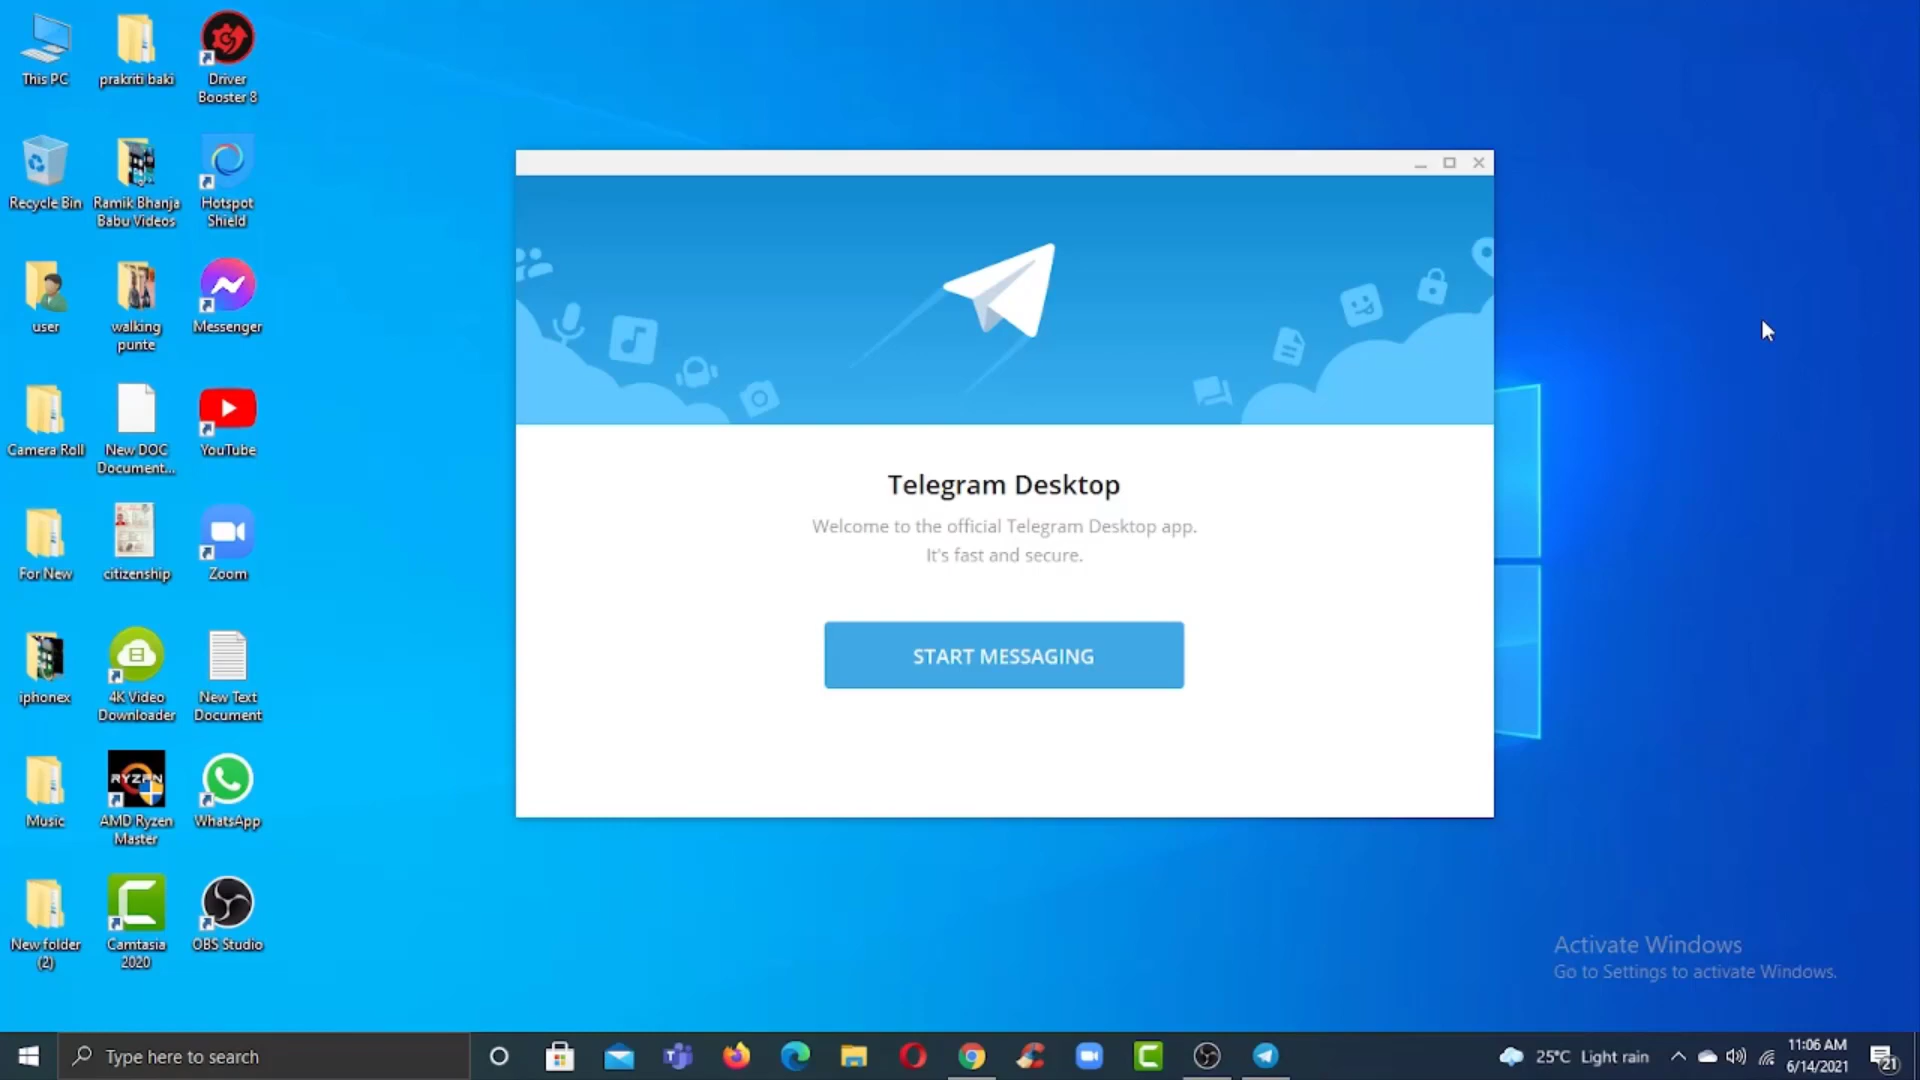 This PC
prakriti baki
Driver
Booster 8
Recycle Bin
Ramik Bhanja
Babu Videos
Hotspot
Shield
user
walking
punte
Messenger
Camera Roll
New DOC
Document...
YouTube
For New
citizenship
Zoom
iphonex
4K Video
Downloader
New Text
Document
Music
RYZEN
AMD Ryzen
Master
WhatsApp
New folder
(2)
Camtasia
2020
OBS Studio
Telegram Desktop
Welcome to the official Telegram Desktop app.
It's fast and secure.
START MESSAGING
Activate Windows
Go to Settings to activate Windows.
Type here to search
25°C Light rain
11:06 AM
6/14/2021
21